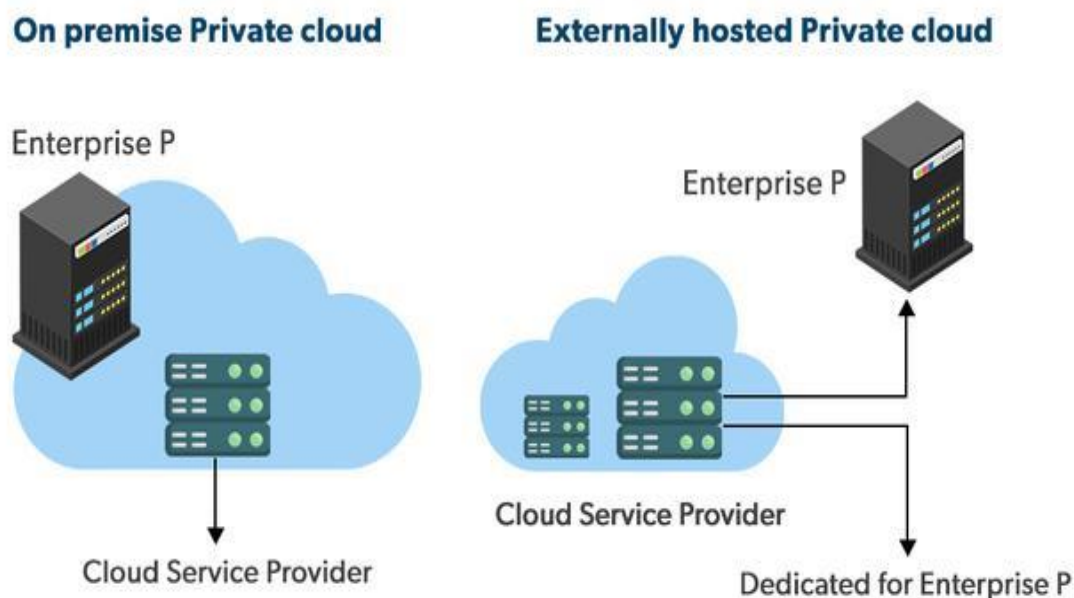 On premise Private cloud
Enterprise P
Cloud Service Provider
Externally hosted Private cloud
Enterprise P
Cloud Service Provider
Dedicated for Enterprise P